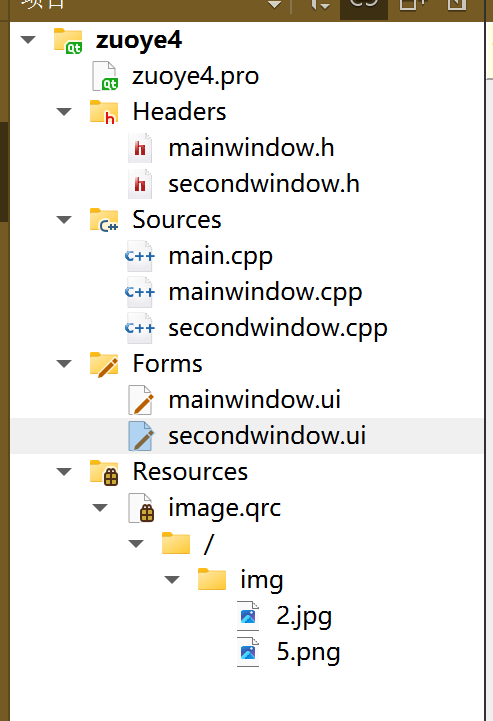 项目
zuoye4
zuoye4.pro
Headers
mainwindow.h
secondwindow.h
Sources
main.cpp
mainwindow.cpp
secondwindow.cpp
Forms
mainwindow.ui
secondwindow.ui
Resources
image.qrc
/
img
2.jpg
5.png